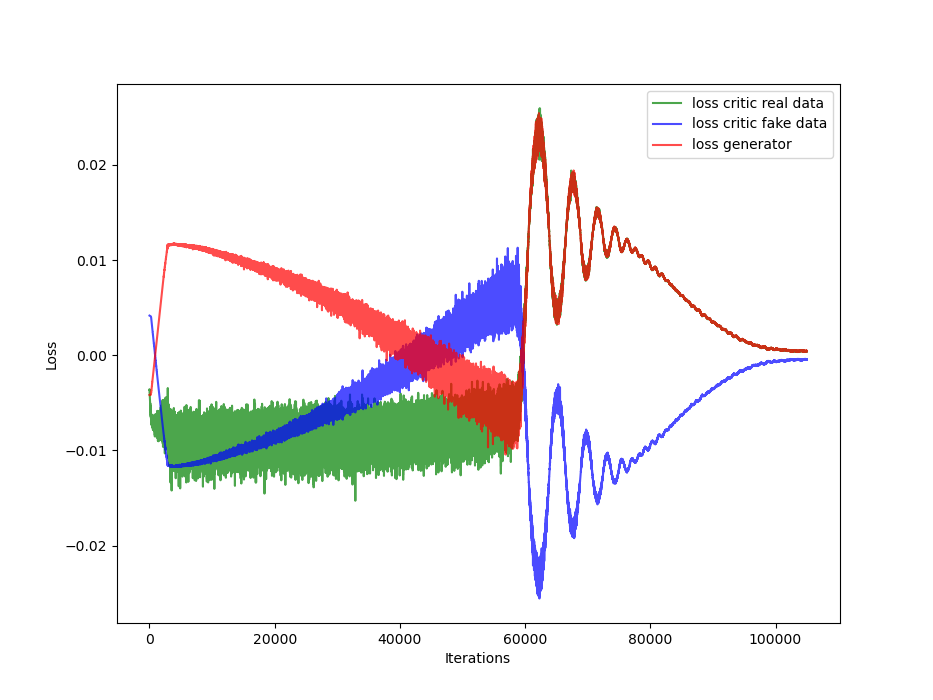 loss critic real data
loss critic fake data
loss generator
0.02
0.01
0.00
−0.01
−0.02
Loss
0 20000 40000 60000 80000 100000
Iterations